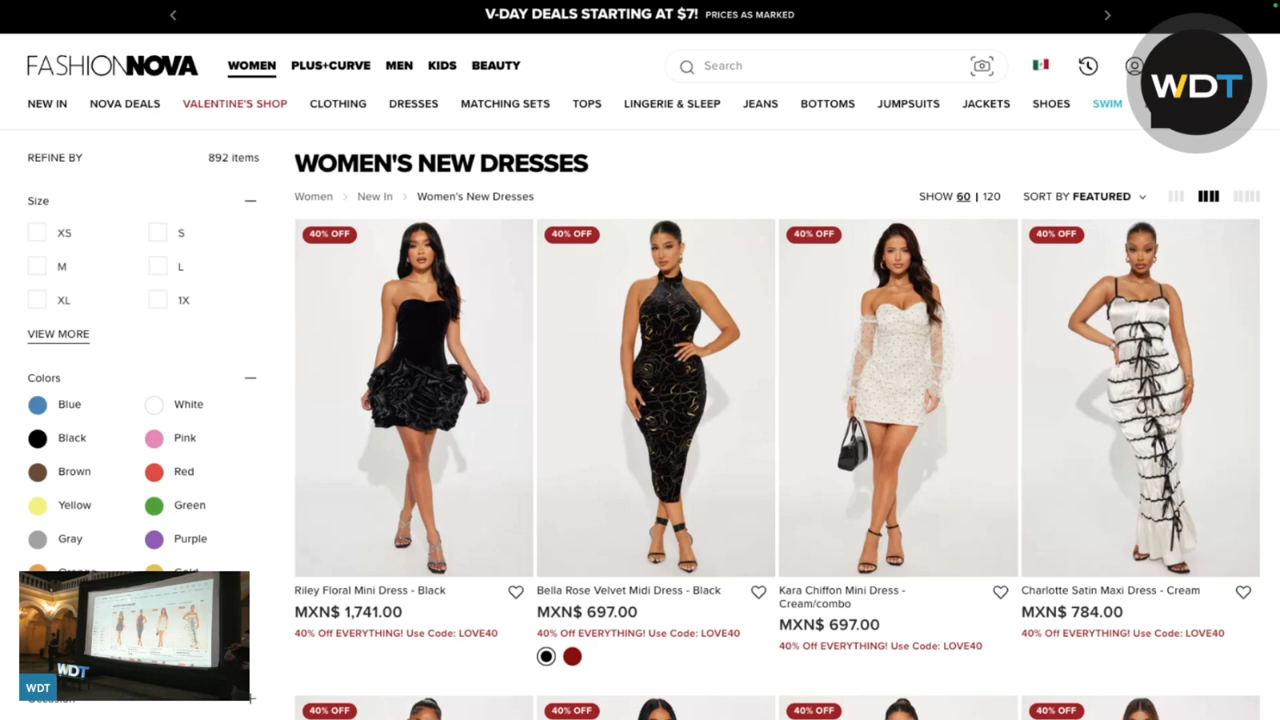 V-DAY DEALS STARTING AT $7! PRICES AS MARKED
FASHIONNOVA
WOMEN PLUS+CURVE MEN KIDS BEAUTY
Search
WDT
NEW IN NOVA DEALS VALENTINE'S SHOP CLOTHING DRESSES MATCHING SETS TOPS LINGERIE & SLEEP JEANS BOTTOMS JUMPSUITS JACKETS SHOES SWIM
REFINE BY 892 items
Size
XS S
M L
XL 1X
VIEW MORE
Colors
Blue White
Black Pink
Brown Red
Yellow Green
Gray Purple
WOMEN'S NEW DRESSES
Women New In Women's New Dresses
SHOW 60 | 120 SORT BY FEATURED
40% OFF 40% OFF 40% OFF 40% OFF
Riley Floral Mini Dress - Black
MXN$ 1,741.00
40% Off EVERYTHING! Use Code: LOVE40
Bella Rose Velvet Midi Dress - Black
MXN$ 697.00
40% Off EVERYTHING! Use Code: LOVE40
Kara Chiffon Mini Dress -
Cream/combo
MXN$ 697.00
40% Off EVERYTHING! Use Code: LOVE40
Charlotte Satin Maxi Dress - Cream
MXN$ 784.00
40% Off EVERYTHING! Use Code: LOVE40
40% OFF 40% OFF 40% OFF 40% OFF
WDT
WDT